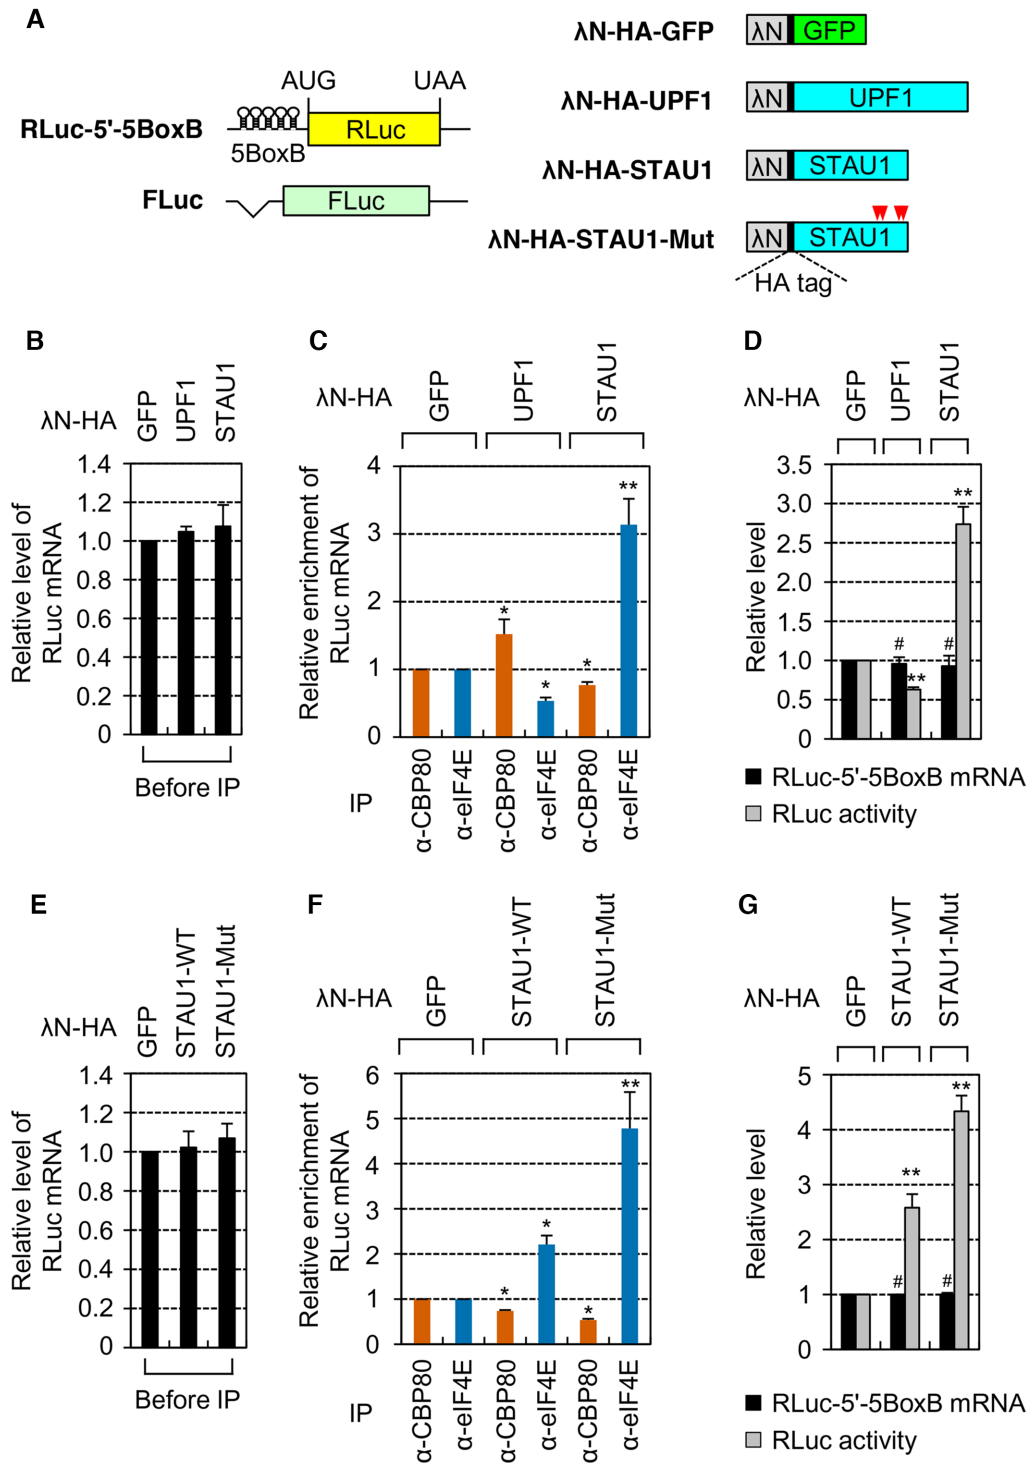 A
AUG UAA
RLuc-5'-5BoxB
RLuc
5BoxB
FLuc
FLuc
λN-HA-GFP
λN GFP
λN-HA-UPF1
λN UPF1
λN-HA-STAU1
λN STAU1
λN-HA-STAU1-Mut
λN STAU1
HA tag
B
λN-HA
GFP
UPF1
STAU1
Relative level of
RLuc mRNA
1.4
1.2
1.0
0.8
0.6
0.4
0.2
0
Before IP
C
λN-HA
GFP
UPF1
STAU1
Relative enrichment of
RLuc mRNA
4
3
2
1
0
*
*
*
**
IP
α-CBP80
α-eIF4E
α-CBP80
α-eIF4E
α-CBP80
α-eIF4E
D
λN-HA
GFP
UPF1
STAU1
Relative level
3.5
3.0
2.5
2.0
1.5
1.0
0.5
0
#
**
#
**
RLuc-5'-5BoxB mRNA
RLuc activity
E
λN-HA
GFP
STAU1-WT
STAU1-Mut
Relative level of
RLuc mRNA
1.4
1.2
1.0
0.8
0.6
0.4
0.2
0
Before IP
F
λN-HA
GFP
STAU1-WT
STAU1-Mut
Relative enrichment of
RLuc mRNA
6
5
4
3
2
1
0
*
*
*
**
IP
α-CBP80
α-eIF4E
α-CBP80
α-eIF4E
α-CBP80
α-eIF4E
G
λN-HA
GFP
STAU1-WT
STAU1-Mut
Relative level
5
4
3
2
1
0
#
**
#
**
RLuc-5'-5BoxB mRNA
RLuc activity